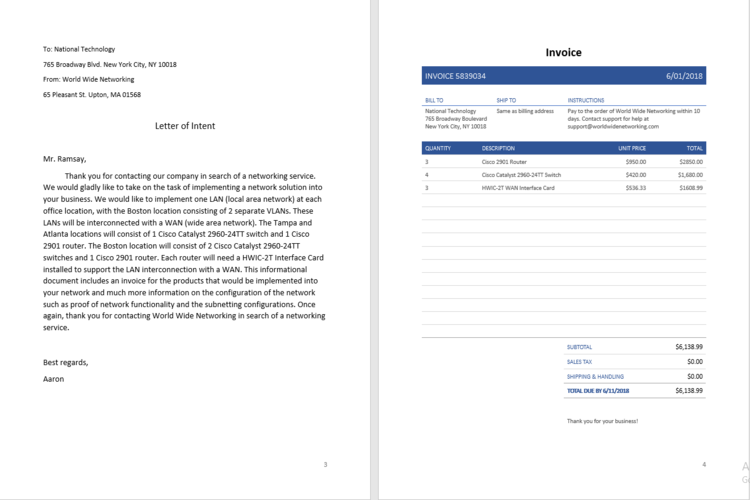 To: National Technology
765 Broadway Blvd. New York City, NY 10018
From: World Wide Networking
65 Pleasant St. Upton, MA 01568
Letter of Intent
Mr. Ramsay,
Thank you for contacting our company in search of a networking service.
We would gladly like to take on the task of implementing a network solution into
your business. We would like to implement one LAN (local area network) at each
office location, with the Boston location consisting of 2 separate VLANs. These
LANs will be interconnected with a WAN (wide area network). The Tampa and
Atlanta locations will consist of 1 Cisco Catalyst 2960-24TT switch and 1 Cisco
2901 router. The Boston location will consist of 2 Cisco Catalyst 2960-24TT
switches and 1 Cisco 2901 router. Each router will need a HWIC-2T Interface Card
installed to support the LAN interconnection with a WAN. This informational
document includes an invoice for the products that would be implemented into
your network and much more information on the configuration of the network
such as proof of network functionality and the subnetting configurations. Once
again, thank you for contacting World Wide Networking in search of a networking
service.
Best regards,
Aaron
3
Invoice
INVOICE 5839034 6/01/2018
BILL TO SHIP TO INSTRUCTIONS
National Technology Same as billing address Pay to the order of World Wide Networking within 10
765 Broadway Boulevard days. Contact support for help at
New York City, NY 10018 support@worldwidenetworking.com
QUANTITY DESCRIPTION UNIT PRICE TOTAL
3 Cisco 2901 Router $950.00 $2850.00
4 Cisco Catalyst 2960-24TT Switch $420.00 $1,680.00
3 HWIC-2T WAN Interface Card $536.33 $1608.99
SUBTOTAL $6,138.99
SALES TAX $0.00
SHIPPING & HANDLING $0.00
TOTAL DUE BY 6/11/2018 $6,138.99
Thank you for your business!
4